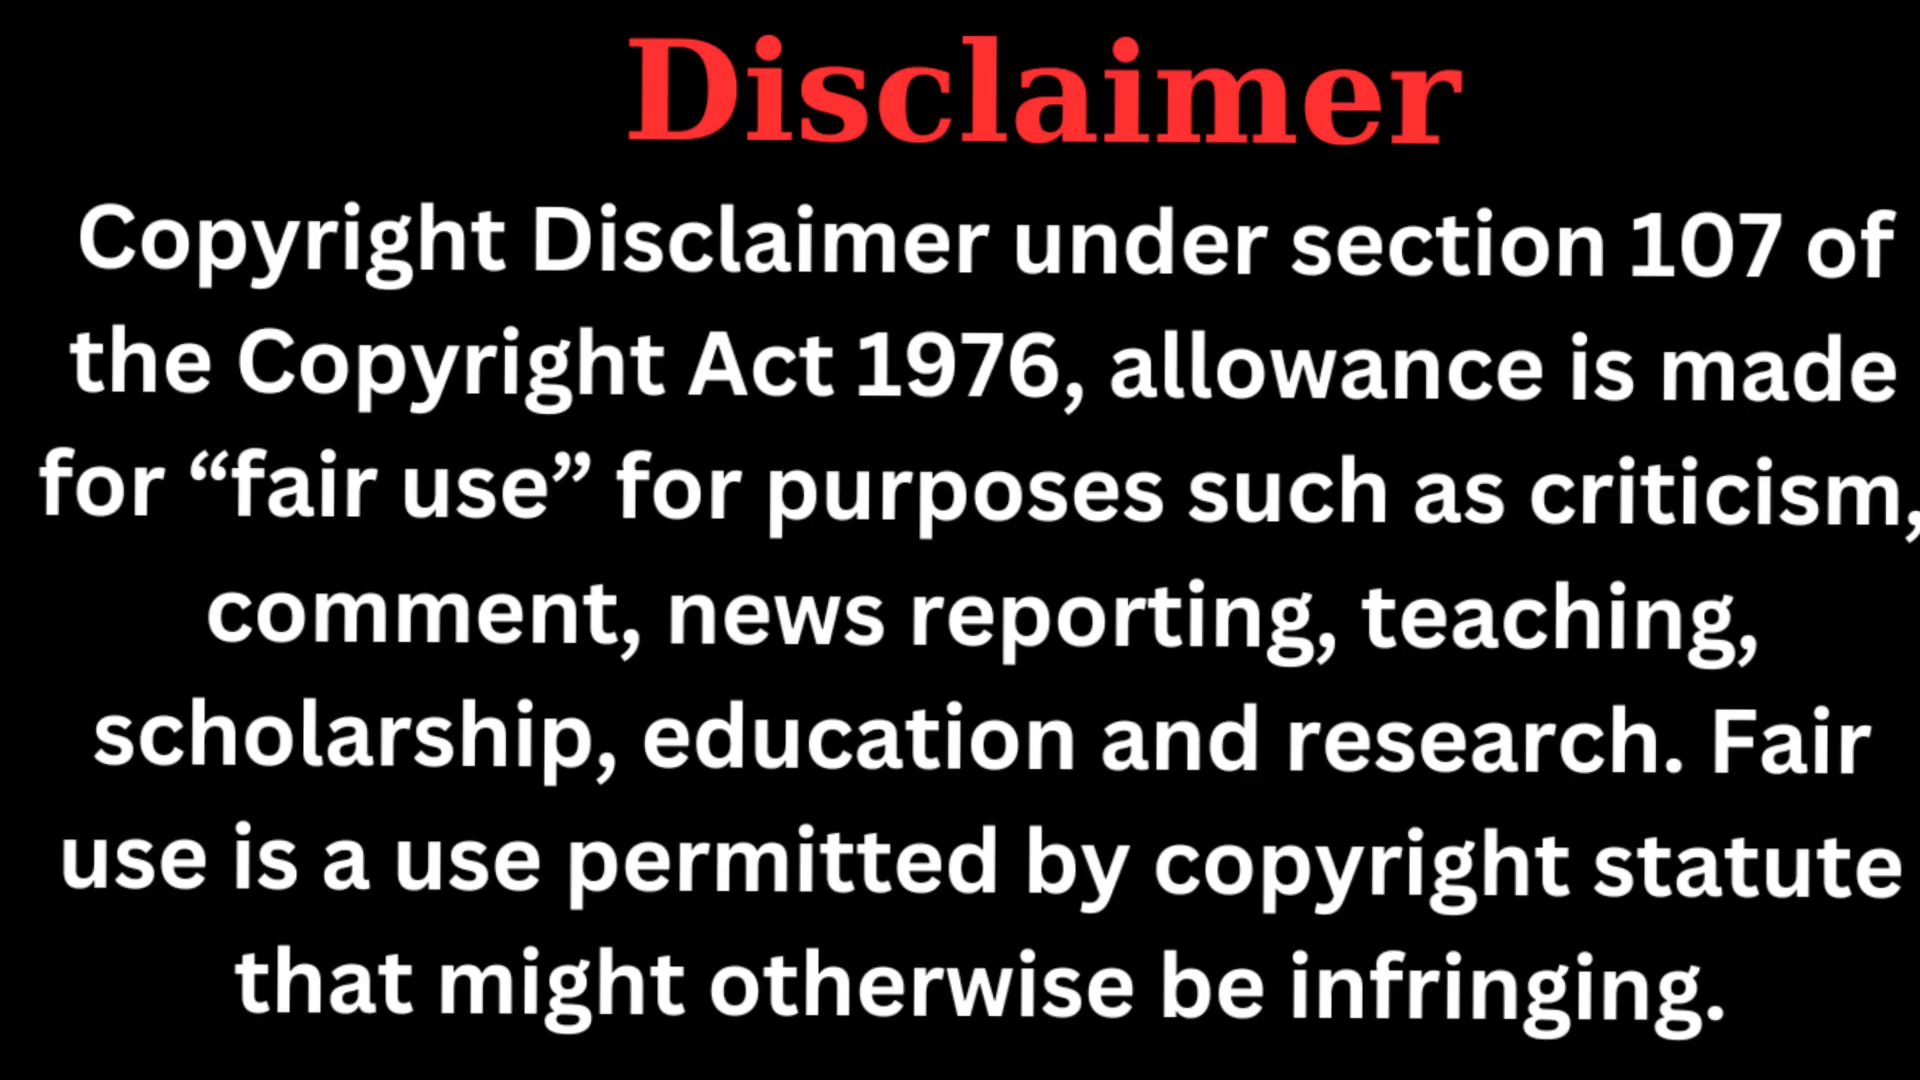 Disclaimer
Copyright Disclaimer under section 107 of
the Copyright Act 1976, allowance is made
for “fair use” for purposes such as criticism,
comment, news reporting, teaching,
scholarship, education and research. Fair
use is a use permitted by copyright statute
that might otherwise be infringing.